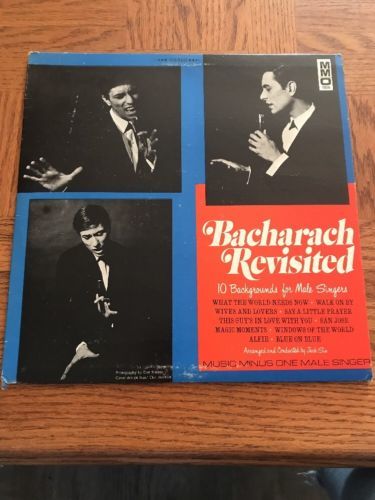 MMO
Bacharach
Revisited
10 Backgrounds for Male Singers
WHAT THE WORLD NEEDS NOW · WALK ON BY
WIVES AND LOVERS · SAY A LITTLE PRAYER
THIS GUY'S IN LOVE WITH YOU · SAN JOSE
MAGIC MOMENTS · WINDOWS OF THE WORLD
ALFIE · BLUE ON BLUE
Arranged and Conducted by Jack Six
MUSIC MINUS ONE MALE SINGER